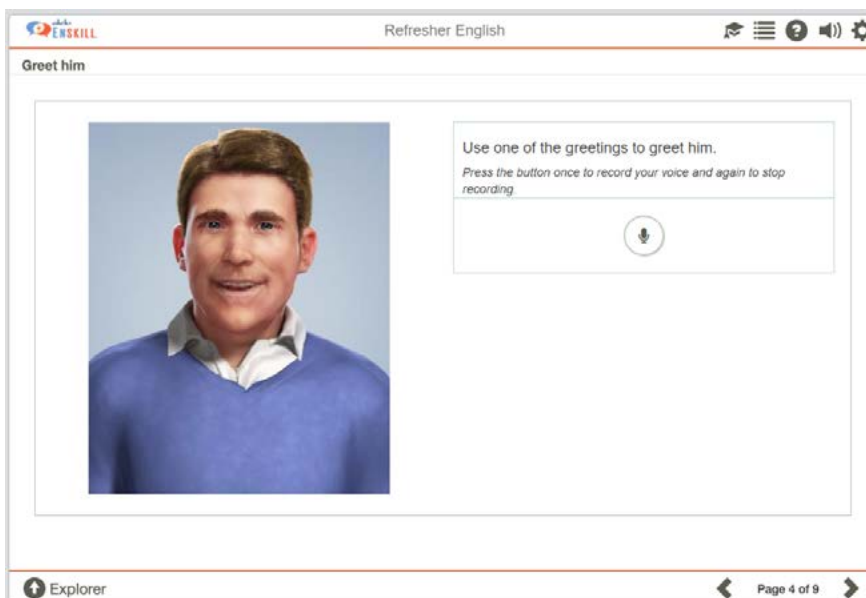 ENSKILL
Refresher English
Greet him
Use one of the greetings to greet him.
Press the button once to record your voice and again to stop
recording
Explorer
Page 4 of 9